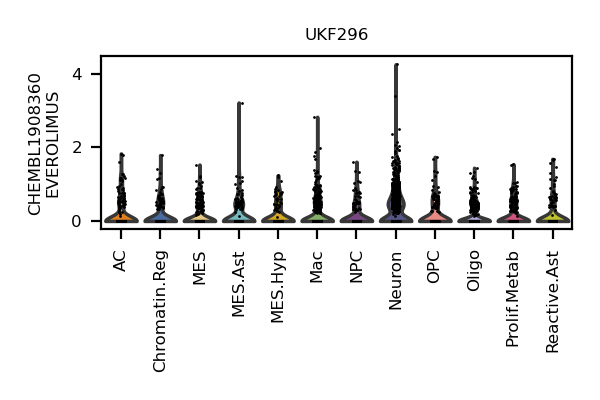 UKF296
CHEMBL1908360
EVEROLIMUS
4
2
0
AC
Chromatin.Reg
MES
MES.Ast
MES.Hyp
Mac
NPC
Neuron
OPC
Oligo
Prolif.Metab
Reactive.Ast